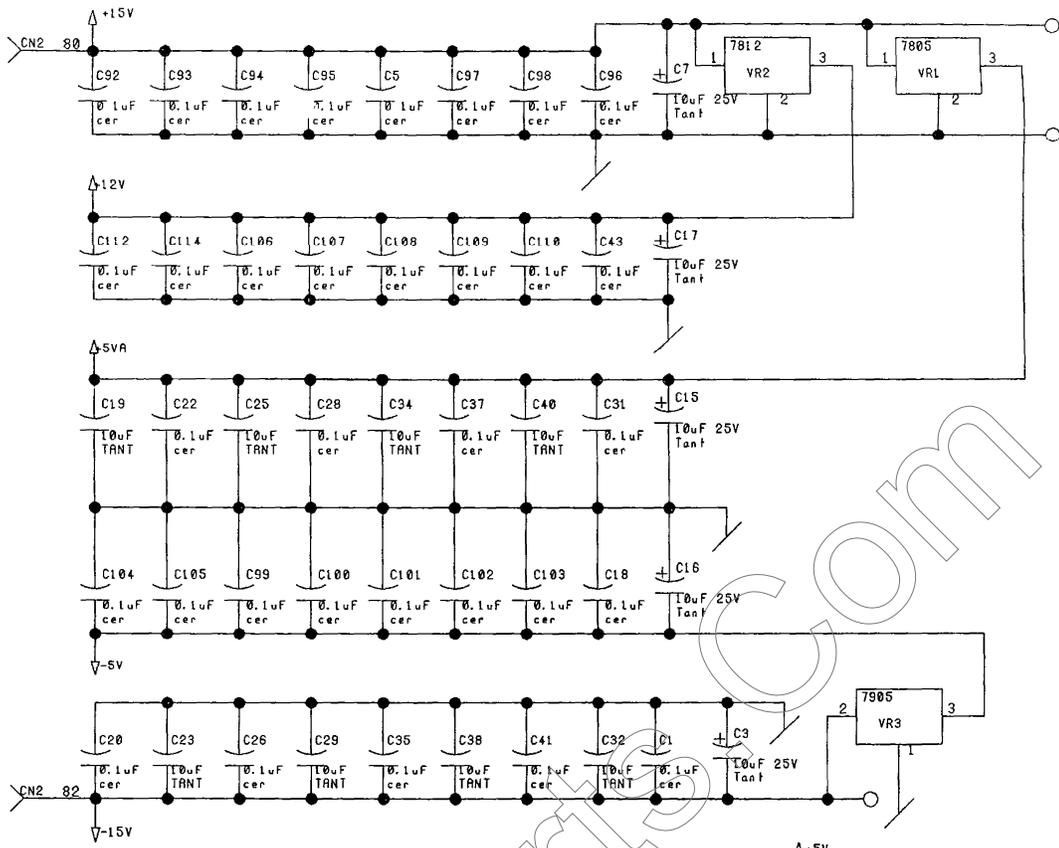 +15V
CN2 80
C92 C93 C94 C95 C5 C97 C98 C96 C7
0.1uF 0.1uF 0.1uF 0.1uF 0.1uF 0.1uF 0.1uF 0.1uF 10uF 25V
cer cer cer cer cer cer cer cer Tant
7812
1 VR2 3
2
7805
1 VR1 3
2
+12V
C112 C114 C106 C107 C108 C109 C110 C43 C17
0.1uF 0.1uF 0.1uF 0.1uF 0.1uF 0.1uF 0.1uF 0.1uF 10uF 25V
cer cer cer cer cer cer cer cer Tant
+5VA
C19 C22 C25 C28 C34 C37 C40 C31 C15
10uF 0.1uF 10uF 0.1uF 10uF 0.1uF 10uF 0.1uF 10uF 25V
TANT cer TANT cer TANT cer TANT cer Tant
C104 C105 C99 C100 C101 C102 C103 C18 C16
0.1uF 0.1uF 0.1uF 0.1uF 0.1uF 0.1uF 0.1uF 0.1uF 10uF 25V
cer cer cer cer cer cer cer cer Tant
-5V
7905
2 VR3 3
1
C20 C23 C26 C29 C35 C38 C41 C32 C1 C3
0.1uF 10uF 0.1uF 10uF 0.1uF 10uF 0.1uF 10uF 0.1uF 10uF 25V
cer TANT cer TANT cer TANT cer TANT cer Tant
CN2 82
-15V
rts.Com